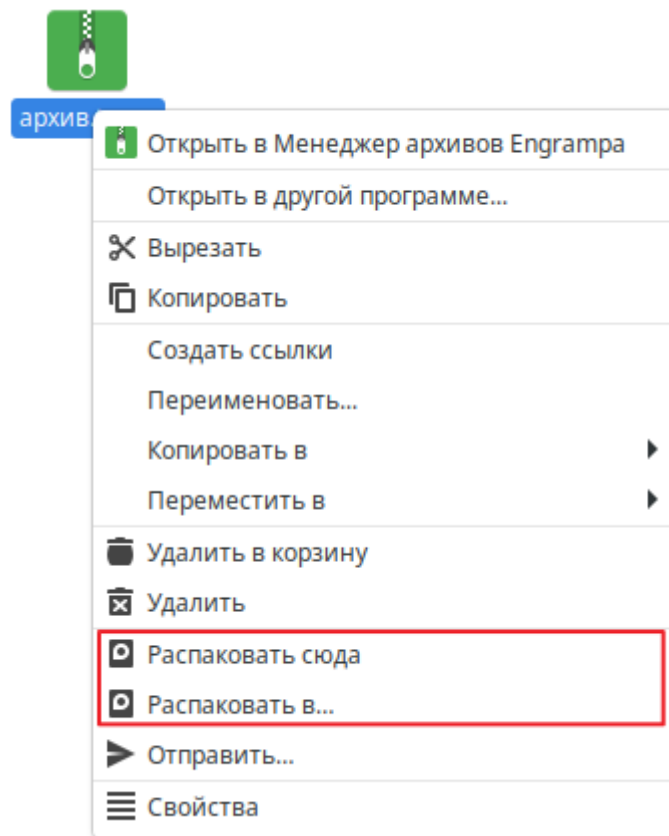 архив.
Открыть в Менеджер архивов Engrampa
Открыть в другой программе...
Вырезать
Копировать
Создать ссылки
Переименовать...
Копировать в
Переместить в
Удалить в корзину
Удалить
Распаковать сюда
Распаковать в...
Отправить...
Свойства